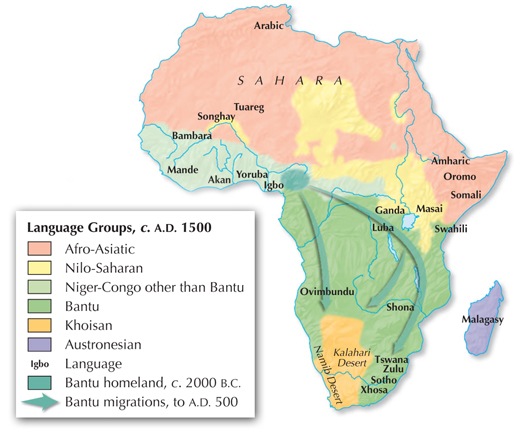 Arabic
S A H A R A
Tuareg
Songhay
Bambara
Mande
Akan
Yoruba
Igbo
Amharic
Oromo
Somali
Ganda
Masai
Luba
Swahili
Ovimbundu
Shona
Malagasy
Kalahari
Desert
Namib Desert
Tswana
Zulu
Sotho
Xhosa
Language Groups, c. A.D. 1500
Afro-Asiatic
Nilo-Saharan
Niger-Congo other than Bantu
Bantu
Khoisan
Austronesian
Igbo Language
Bantu homeland, c. 2000 B.C.
Bantu migrations, to A.D. 500